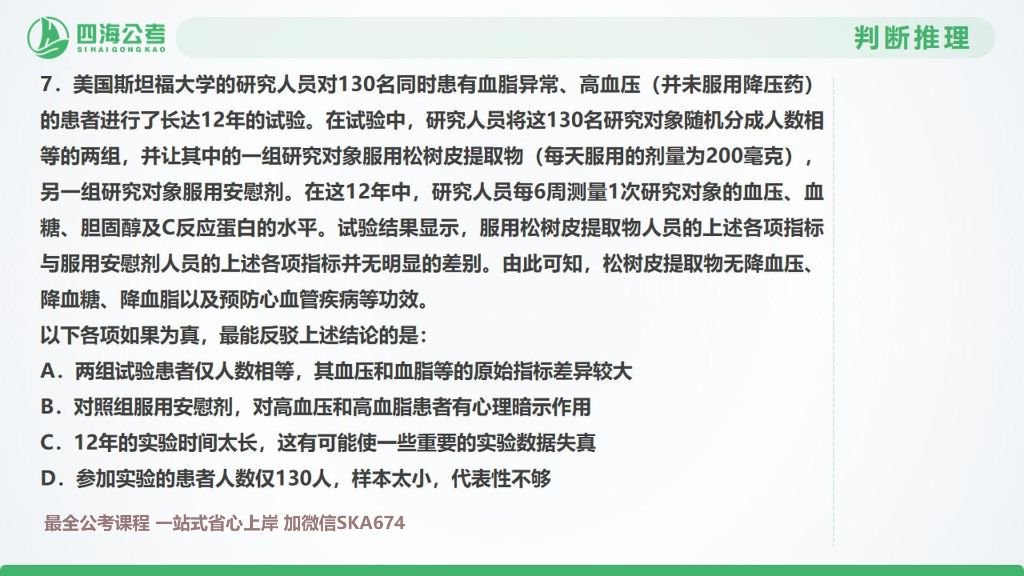 四海公考
SIHAIGONGKAO
判断推理
7. 美国斯坦福大学的研究人员对130名同时患有血脂异常、高血压（并未服用降压药）
的患者进行了长达12年的试验。在试验中，研究人员将这130名研究对象随机分成人数相
等的两组，并让其中的一组研究对象服用松树皮提取物（每天服用的剂量为200毫克），
另一组研究对象服用安慰剂。在这12年中，研究人员每6周测量1次研究对象的血压、血
糖、胆固醇及C反应蛋白的水平。试验结果显示，服用松树皮提取物人员的上述各项指标
与服用安慰剂人员的上述各项指标并无明显的差别。由此可知，松树皮提取物无降血压、
降血糖、降血脂以及预防心血管疾病等功效。
以下各项如果为真，最能反驳上述结论的是：
A. 两组试验患者仅人数相等，其血压和血脂等的原始指标差异较大
B. 对照组服用安慰剂，对高血压和高血脂患者有心理暗示作用
C. 12年的实验时间太长，这有可能使一些重要的实验数据失真
D. 参加实验的患者人数仅130人，样本太小，代表性不够
最全公考课程 一站式省心上岸 加微信SKA674